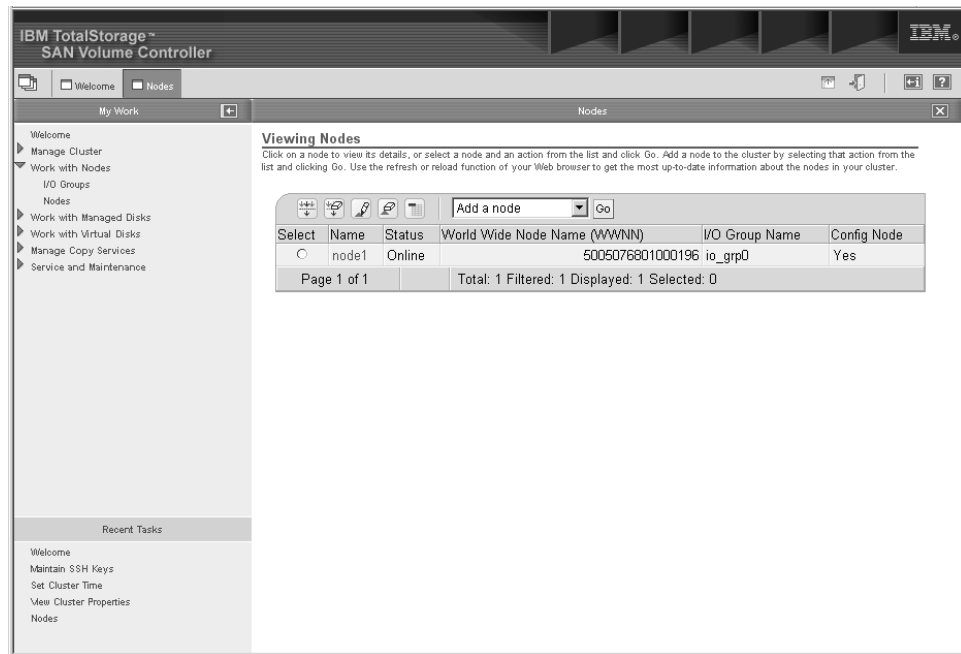 IBM TotalStorage™
SAN Volume Controller
IBM®
Welcome
Nodes
My Work
Nodes
Welcome
Manage Cluster
Work with Nodes
I/O Groups
Nodes
Work with Managed Disks
Work with Virtual Disks
Manage Copy Services
Service and Maintenance
Viewing Nodes
Click on a node to view its details, or select a node and an action from the list and click Go. Add a node to the cluster by selecting that action from the
list and clicking Go. Use the refresh or reload function of your Web browser to get the most up-to-date information about the nodes in your cluster.
Add a node Go
Select Name Status World Wide Node Name (WWNN) I/O Group Name Config Node
node1 Online 5005076801000196 io_grp0 Yes
Page 1 of 1 Total: 1 Filtered: 1 Displayed: 1 Selected: 0
Recent Tasks
Welcome
Maintain SSH Keys
Set Cluster Time
View Cluster Properties
Nodes